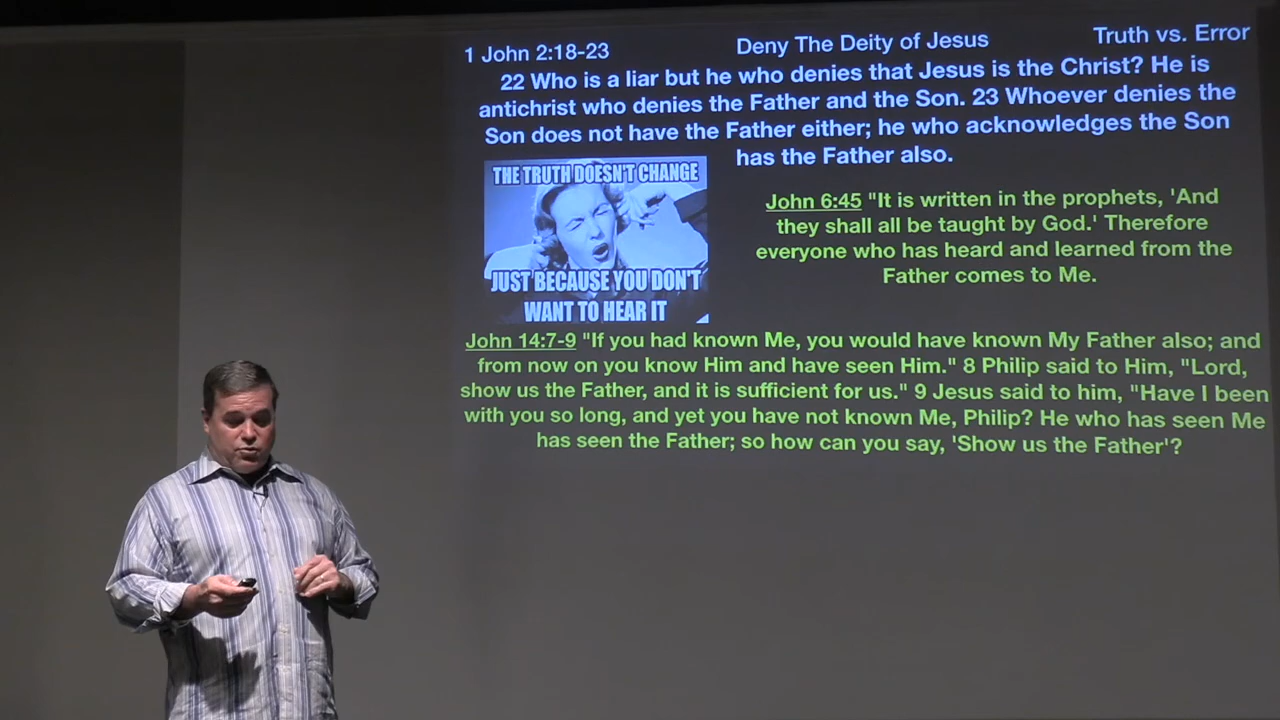 1 John 2:18-23 Deny The Deity of Jesus Truth vs. Error
22 Who is a liar but he who denies that Jesus is the Christ? He is
antichrist who denies the Father and the Son. 23 Whoever denies the
Son does not have the Father either; he who acknowledges the Son
has the Father also.
THE TRUTH DOESN'T CHANGE
JUST BECAUSE YOU DON'T
WANT TO HEAR IT
John 6:45 "It is written in the prophets, 'And
they shall all be taught by God.' Therefore
everyone who has heard and learned from the
Father comes to Me.
John 14:7-9 "If you had known Me, you would have known My Father also; and
from now on you know Him and have seen Him." 8 Philip said to Him, "Lord,
show us the Father, and it is sufficient for us." 9 Jesus said to him, "Have I been
with you so long, and yet you have not known Me, Philip? He who has seen Me
has seen the Father; so how can you say, 'Show us the Father'?